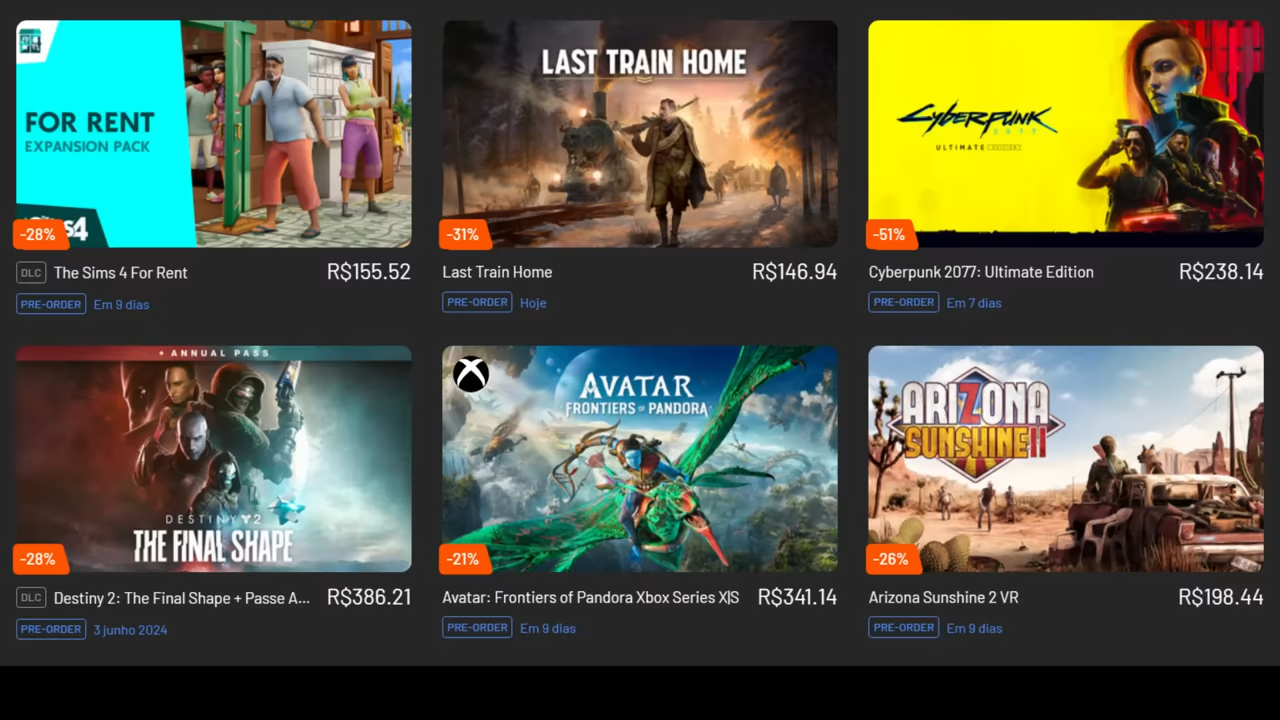 FOR RENT
EXPANSION PACK
-28%
DLC The Sims 4 For Rent R$155.52
PRE-ORDER Em 9 dias
LAST TRAIN HOME
-31%
Last Train Home R$146.94
PRE-ORDER Hoje
Cyberpunk
2077
ULTIMATE EDITION
-51%
Cyberpunk 2077: Ultimate Edition R$238.14
PRE-ORDER Em 7 dias
+ ANNUAL PASS
DESTINY 2
THE FINAL SHAPE
-28%
DLC Destiny 2: The Final Shape + Passe A... R$386.21
PRE-ORDER 3 junho 2024
AVATAR
FRONTIERS OF PANDORA
-21%
Avatar: Frontiers of Pandora Xbox Series X|S R$341.14
PRE-ORDER Em 9 dias
ARIZONA
SUNSHINE II
-26%
Arizona Sunshine 2 VR R$198.44
PRE-ORDER Em 9 dias